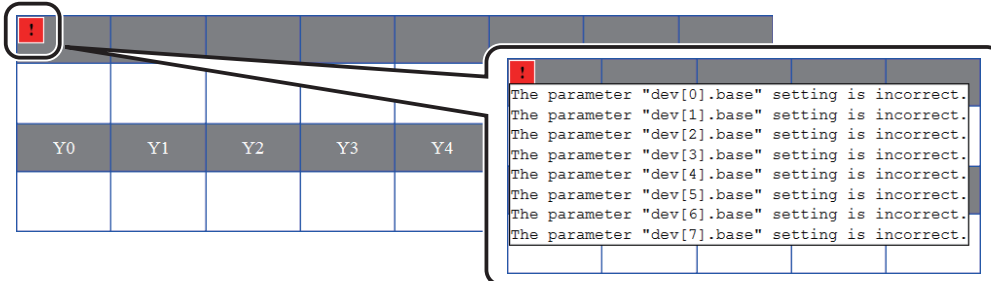 !
Y0 Y1 Y2 Y3 Y4
!
The parameter "dev[0].base" setting is incorrect.
The parameter "dev[1].base" setting is incorrect.
The parameter "dev[2].base" setting is incorrect.
The parameter "dev[3].base" setting is incorrect.
The parameter "dev[4].base" setting is incorrect.
The parameter "dev[5].base" setting is incorrect.
The parameter "dev[6].base" setting is incorrect.
The parameter "dev[7].base" setting is incorrect.